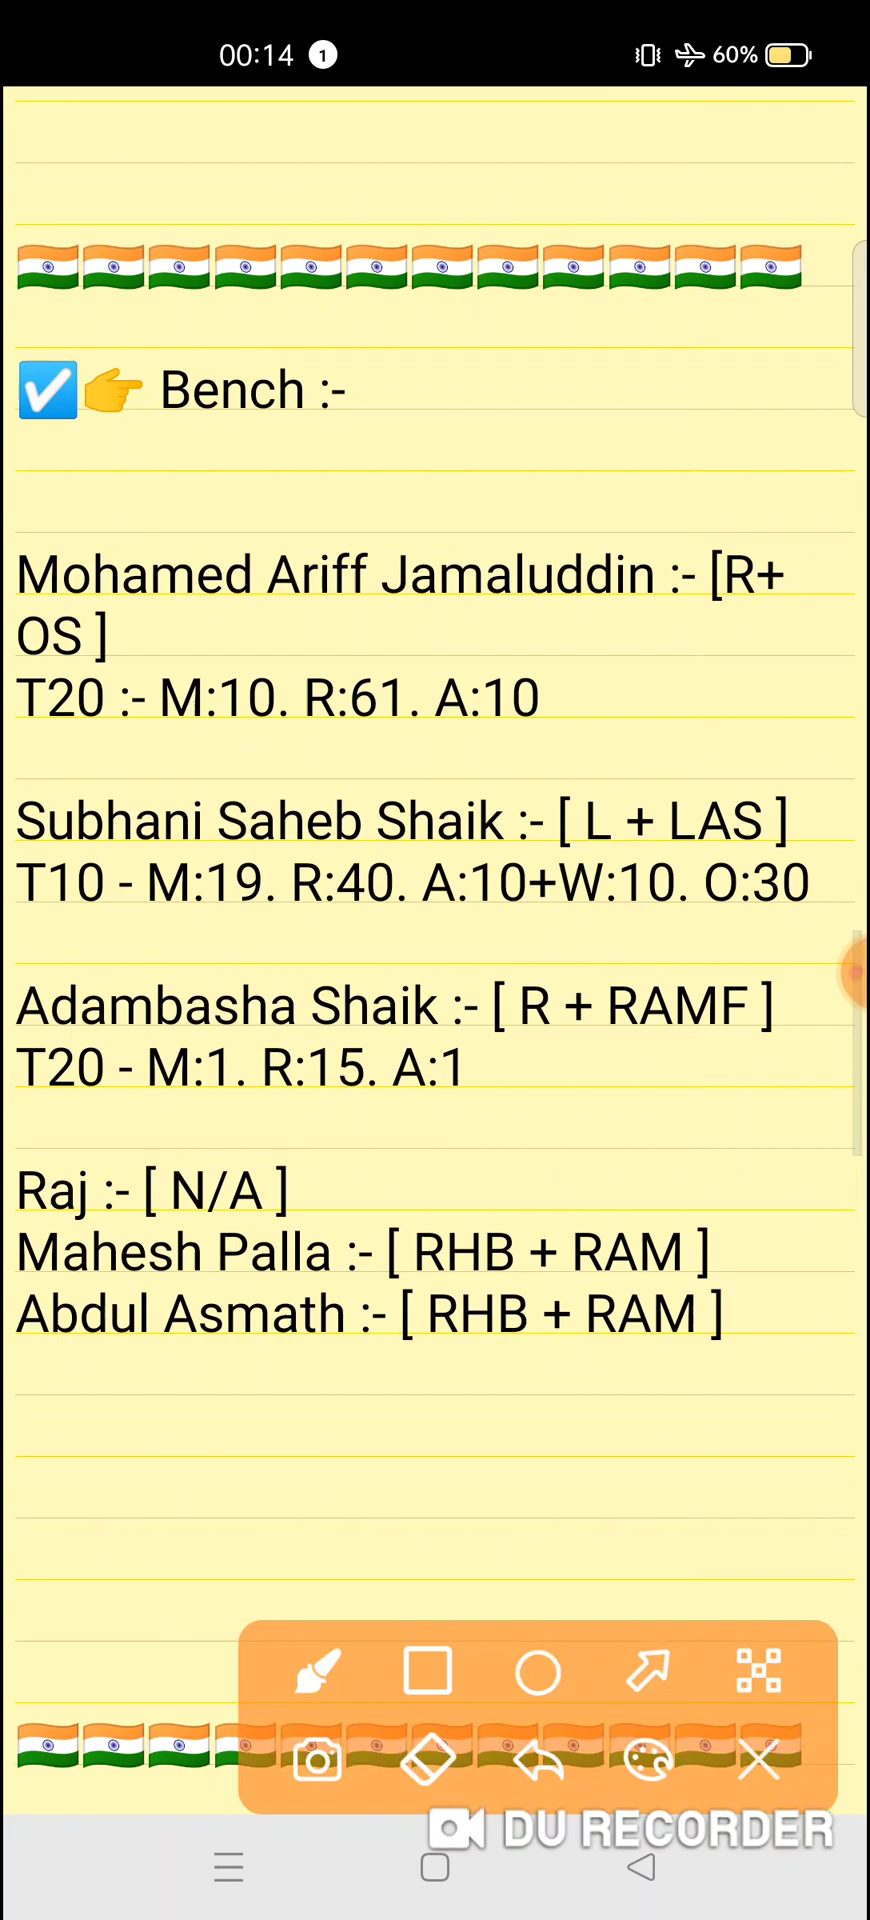 00:14 1 60%
🇮🇳🇮🇳🇮🇳🇮🇳🇮🇳🇮🇳🇮🇳🇮🇳🇮🇳🇮🇳🇮🇳🇮🇳
☑️👉 Bench :-
Mohamed Ariff Jamaluddin :- [R+
OS ]
T20 :- M:10. R:61. A:10
Subhani Saheb Shaik :- [ L + LAS ]
T10 - M:19. R:40. A:10+W:10. O:30
Adambasha Shaik :- [ R + RAMF ]
T20 - M:1. R:15. A:1
Raj :- [ N/A ]
Mahesh Palla :- [ RHB + RAM ]
Abdul Asmath :- [ RHB + RAM ]
🇮🇳🇮🇳🇮🇳🇮🇳🇮🇳🇮🇳🇮🇳🇮🇳🇮🇳🇮🇳🇮🇳🇮🇳
DU RECORDER